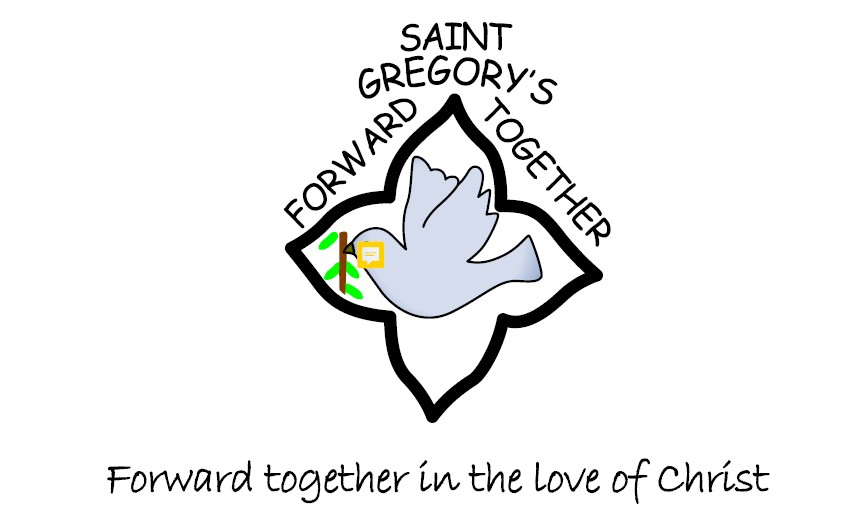 SAINT
GREGORY'S
FORWARD
TOGETHER
Forward together in the love of Christ